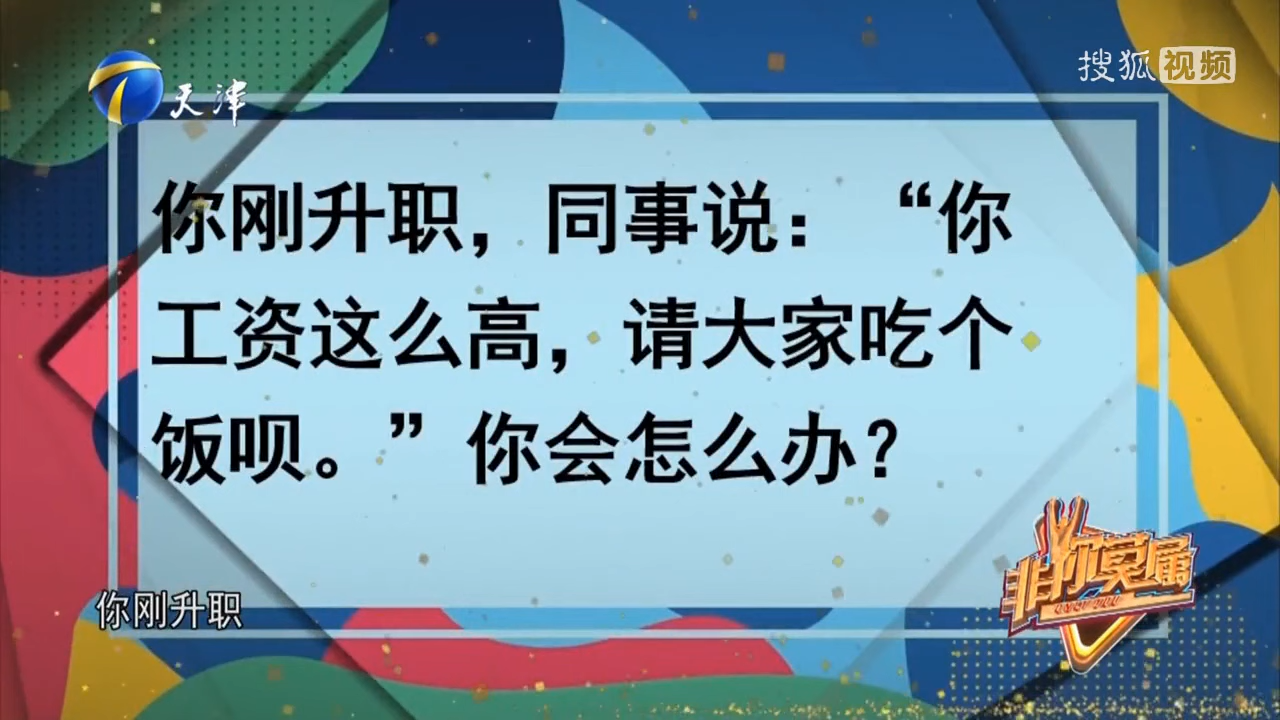 天津
搜狐视频
你刚升职，同事说：“你
工资这么高，请大家吃个
饭呗。”你会怎么办？
非你莫属
ONLY YOU
你刚升职